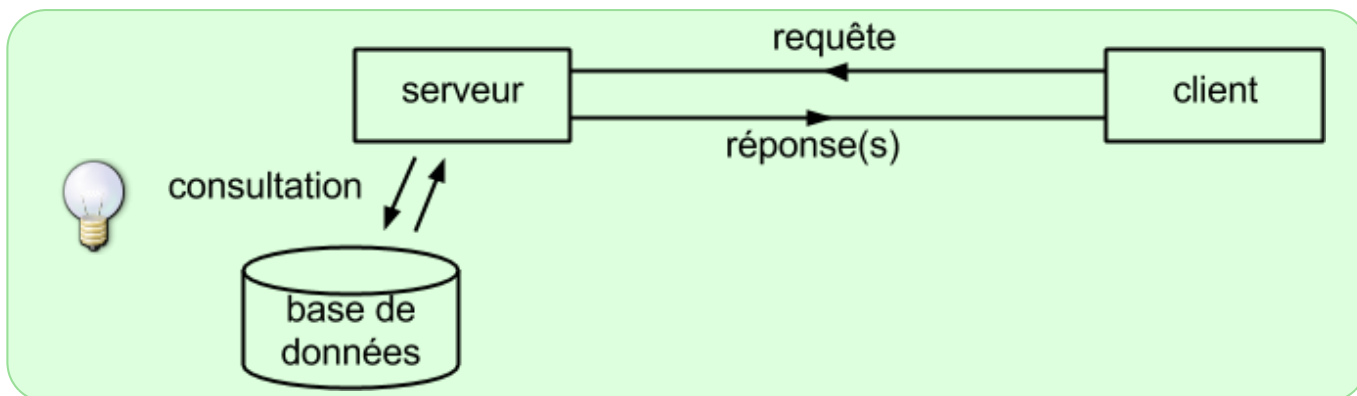 requête
serveur
client
réponse(s)
consultation
base de
données